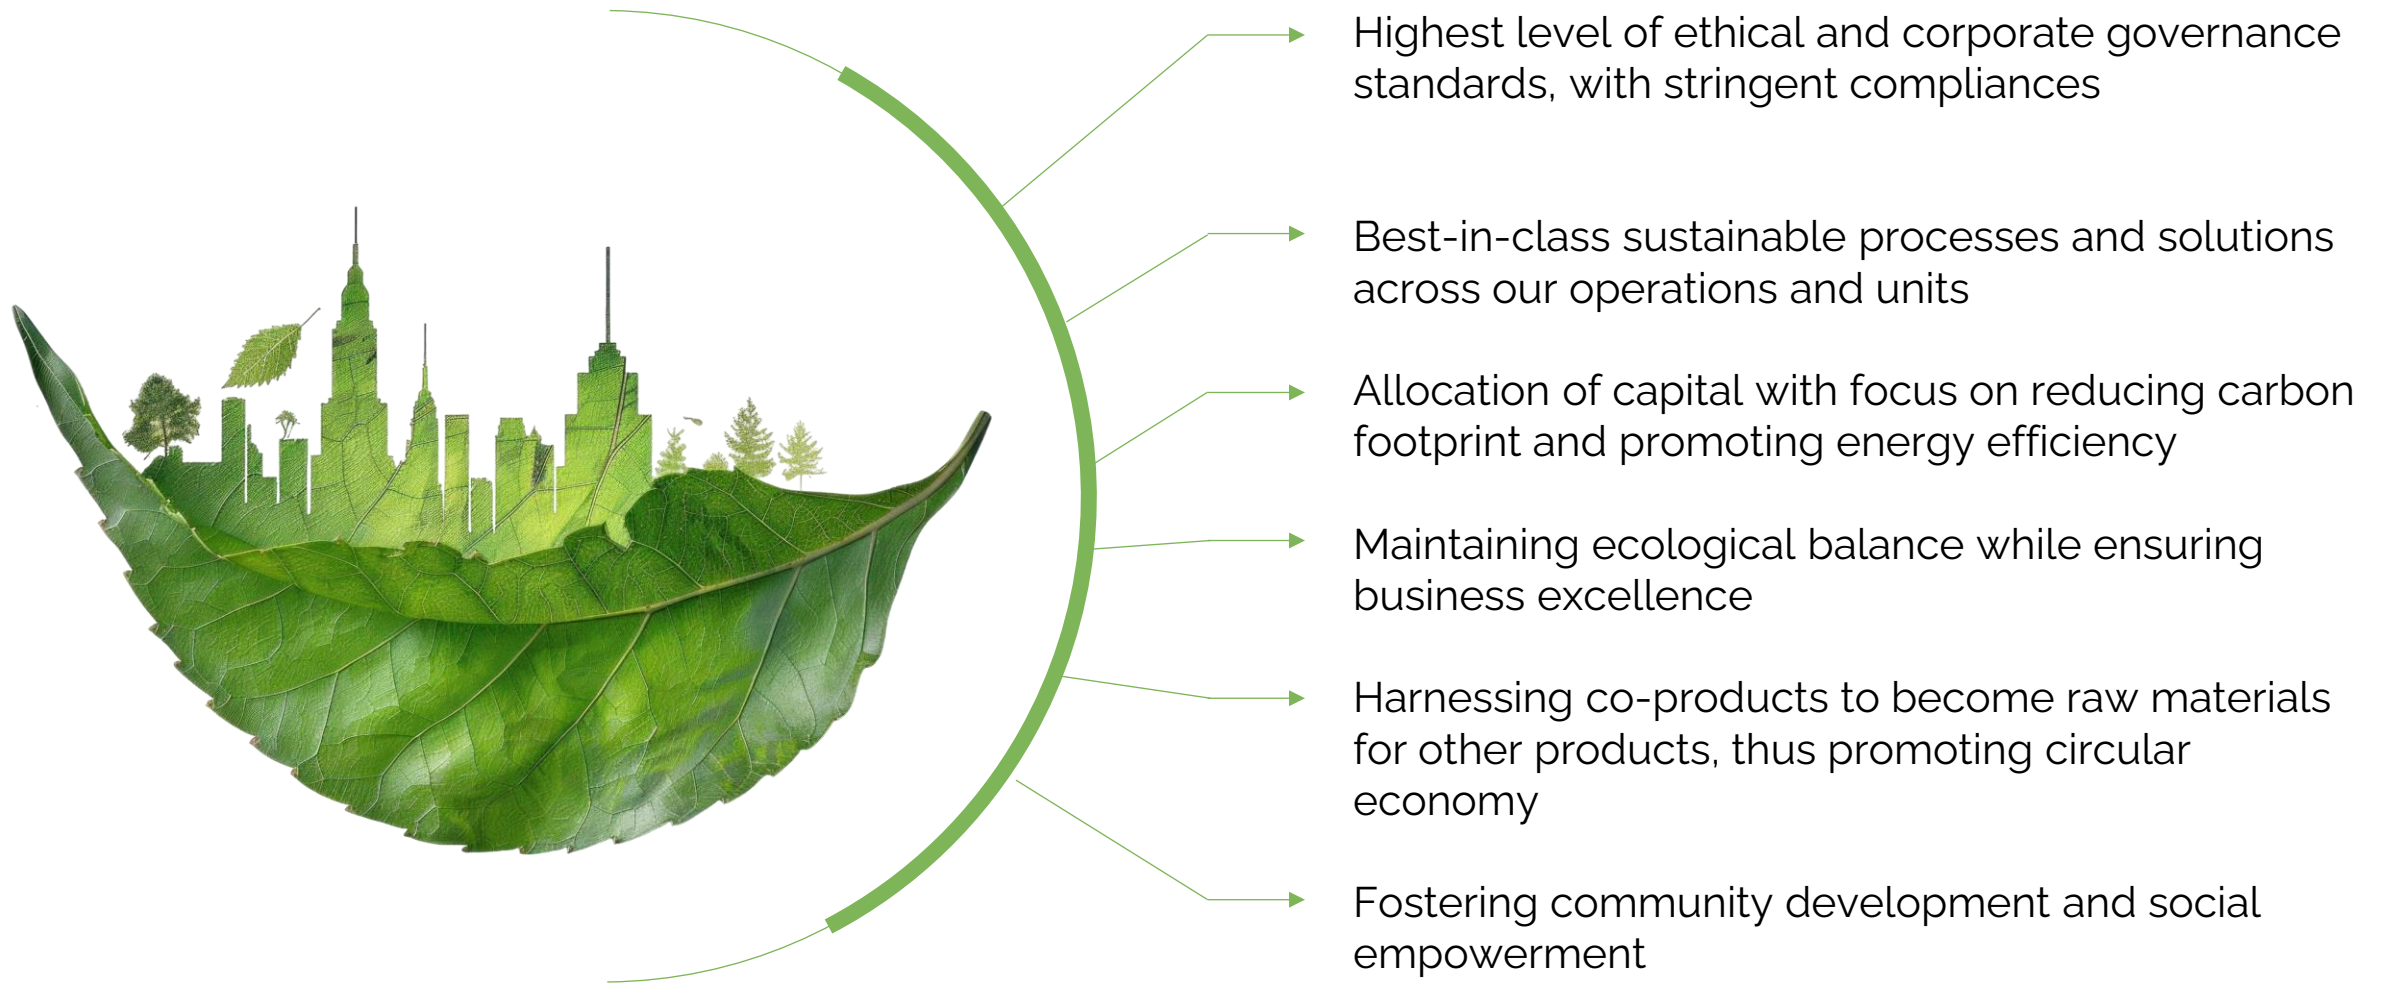 Highest level of ethical and corporate governance
standards, with stringent compliances
Best-in-class sustainable processes and solutions
across our operations and units
Allocation of capital with focus on reducing carbon
footprint and promoting energy efficiency
Maintaining ecological balance while ensuring
business excellence
Harnessing co-products to become raw materials
for other products, thus promoting circular
economy
Fostering community development and social
empowerment